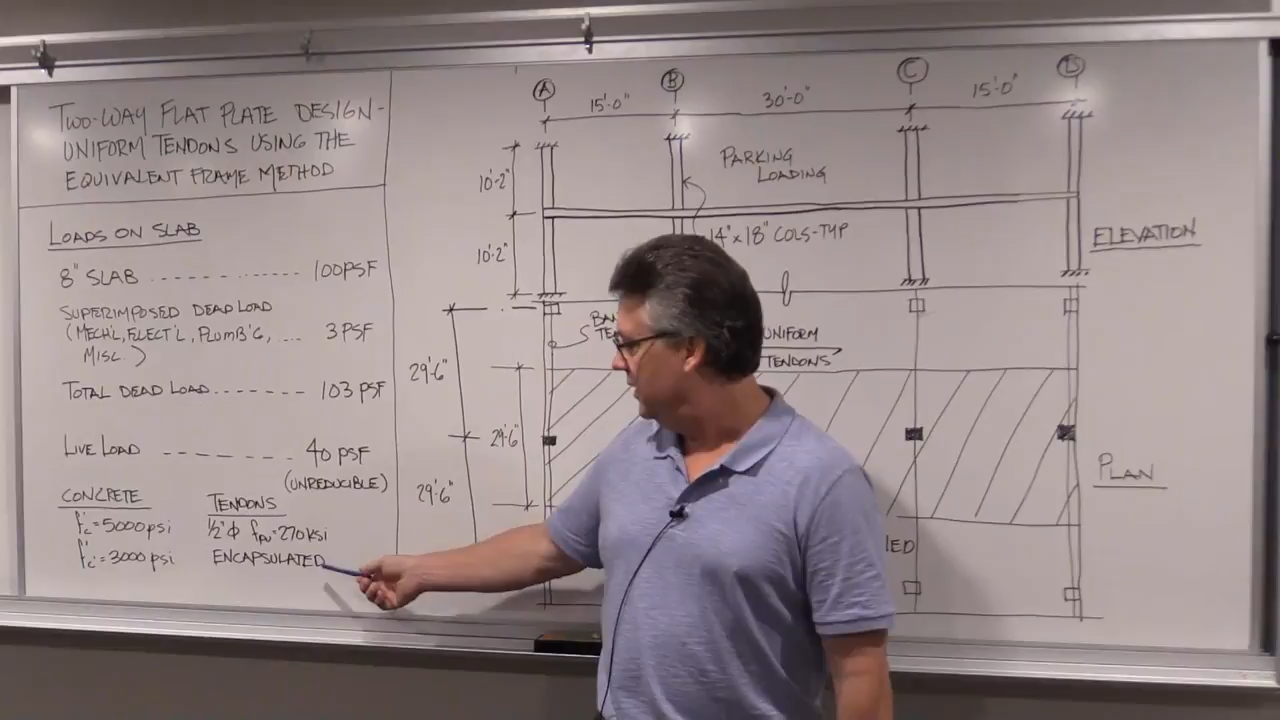 TWO-WAY FLAT PLATE DESIGN-
UNIFORM TENDONS USING THE
EQUIVALENT FRAME METHOD
LOADS ON SLAB
8" SLAB ............ 100 PSF
SUPERIMPOSED DEAD LOAD
(MECH'L, ELECT'L, PLUMB'G, ... 3 PSF
MISC.)
TOTAL DEAD LOAD ....... 103 PSF
LIVE LOAD ........ 40 PSF
(UNREDUCIBLE)
CONCRETE
f'c = 5000 psi
f'ci = 3000 psi
TENDONS
1/2" Φ fpu = 270 ksi
ENCAPSULATED
A B C D
15'-0" 30'-0" 15'-0"
10'-2"
PARKING
LOADING
14" x 18" COLS-TYP
10'-2"
ELEVATION
UNIFORM
TENDONS
29'-6"
29'-6"
29'-6"
PLAN